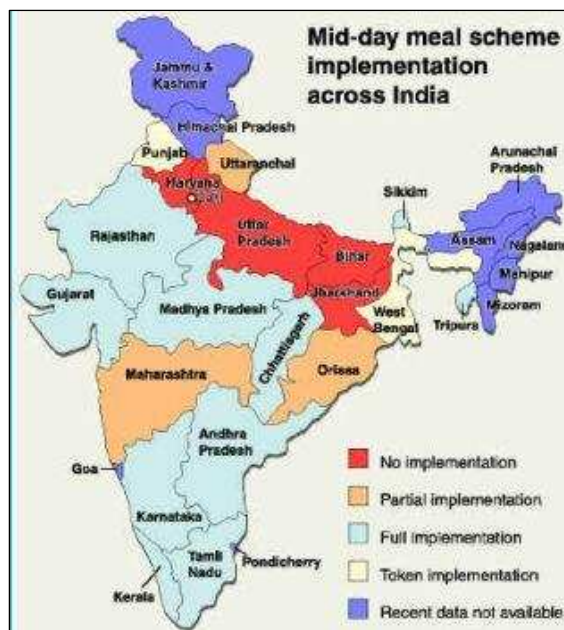 Mid-day meal scheme
implementation
across India
Jammu &
Kashmir
Himachal Pradesh
Punjab
Uttaranchal
Haryana
Arunachal
Pradesh
Sikkim
Rajasthan
Uttar
Pradesh
Bihar
Assam
Nagaland
Manipur
Mizoram
Tripura
Gujarat
Madhya Pradesh
Jharkhand
West
Bengal
Chhattisgarh
Maharashtra
Orissa
Andhra
Pradesh
Goa
Karnataka
Tamil
Nadu
Pondicherry
Kerala
No implementation
Partial implementation
Full implementation
Token implementation
Recent data not available